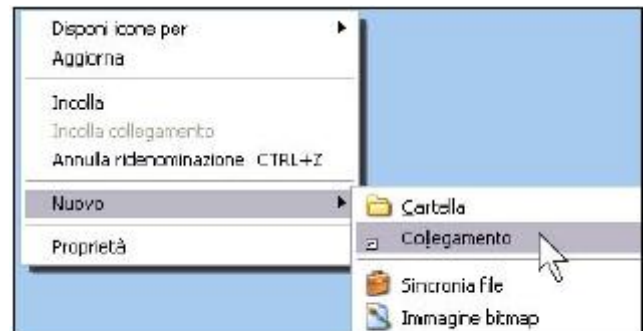 Disponi icone per
Aggiorna
Incolla
Incolla collegamento
Annulla ridenominazione CTRL+Z
Nuovo
Proprietà
Cartella
Collegamento
Sincronia file
Immagine bitmap